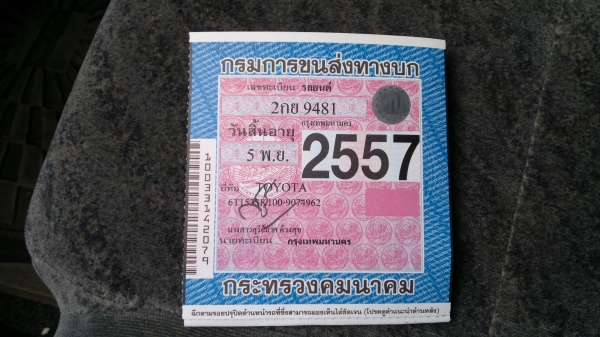 กรมการขนส่งทางบก
เลขทะเบียน รถยนต์
2กย 9481
กรุงเทพมหานคร
วันสิ้นอายุ
5 พ.ย. 2557
ยี่ห้อ TOYOTA
10033142079
นายทะเบียน กรุงเทพมหานคร
กระทรวงคมนาคม